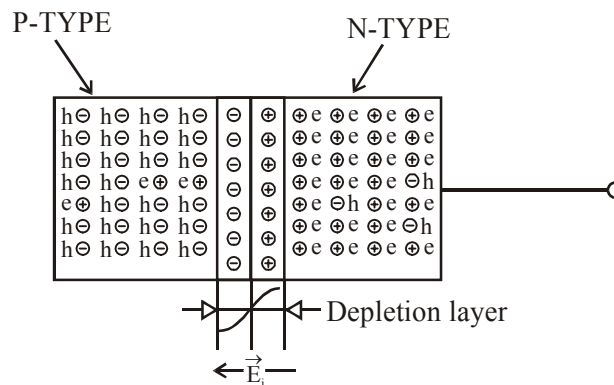 P-TYPE
N-TYPE
h⊖ h⊖ h⊖ h⊖ ⊖ ⊕ ⊕e ⊕e ⊕e ⊕e
h⊖ h⊖ h⊖ h⊖ ⊖ ⊕ ⊕e ⊕e ⊕e ⊕e
h⊖ h⊖ h⊖ h⊖ ⊖ ⊕ ⊕e ⊕e ⊕e ⊕e
h⊖ h⊖ e⊕ e⊕ ⊖ ⊕ ⊕e ⊕e ⊕e ⊖h
e⊕ h⊖ h⊖ h⊖ ⊖ ⊕ ⊕e ⊖h ⊕e ⊕e
h⊖ h⊖ h⊖ h⊖ ⊖ ⊕ ⊕e ⊕e ⊕e ⊖h
h⊖ h⊖ h⊖ h⊖ ⊖ ⊕ ⊕e ⊕e ⊕e ⊕e
Depletion layer
E⃗ᵢ